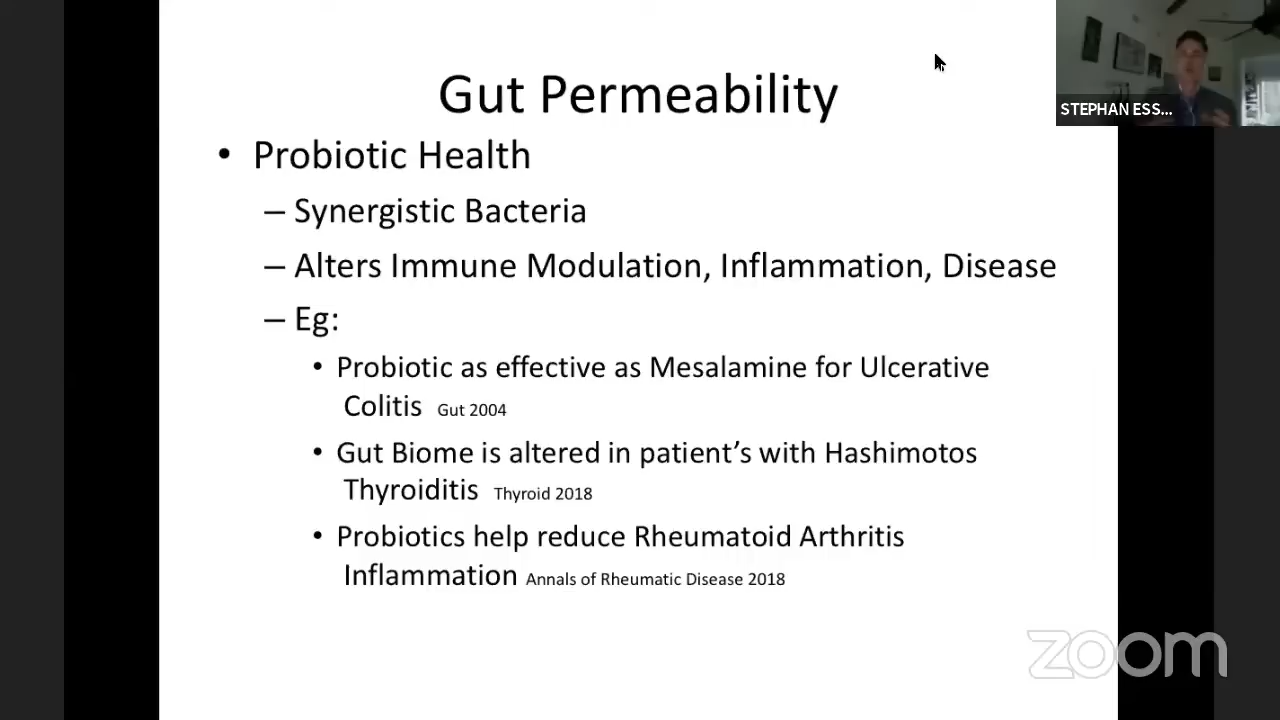 Gut Permeability
STEPHAN ESS...
• Probiotic Health
– Synergistic Bacteria
– Alters Immune Modulation, Inflammation, Disease
– Eg:
• Probiotic as effective as Mesalamine for Ulcerative
Colitis Gut 2004
• Gut Biome is altered in patient’s with Hashimotos
Thyroiditis Thyroid 2018
• Probiotics help reduce Rheumatoid Arthritis
Inflammation Annals of Rheumatic Disease 2018
zoom